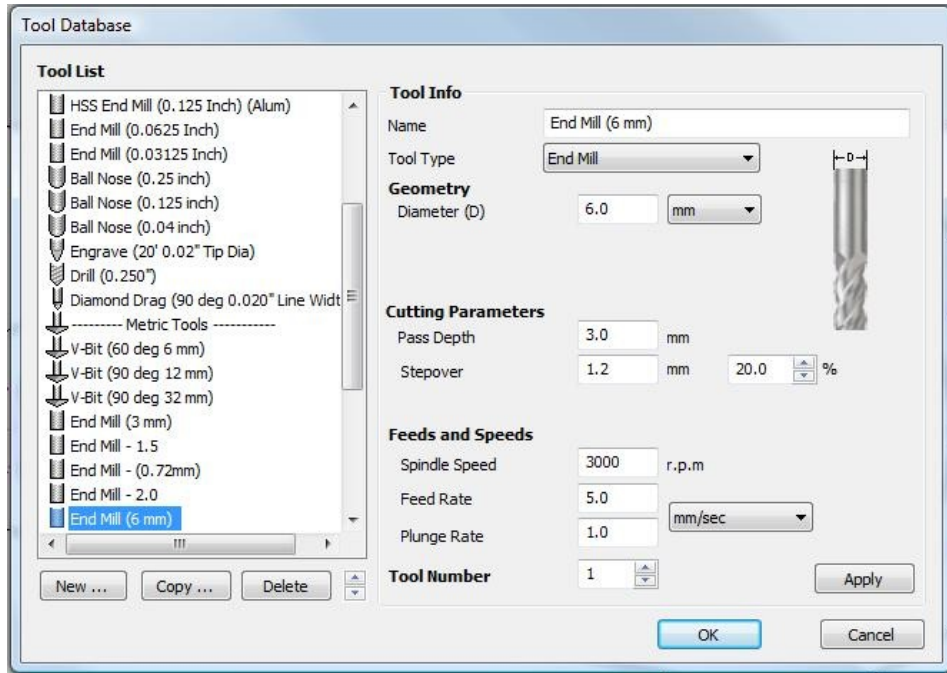 Tool Database
Tool List
HSS End Mill (0.125 Inch) (Alum)
End Mill (0.0625 Inch)
End Mill (0.03125 Inch)
Ball Nose (0.25 inch)
Ball Nose (0.125 inch)
Ball Nose (0.04 inch)
Engrave (20' 0.02" Tip Dia)
Drill (0.250")
Diamond Drag (90 deg 0.020" Line Widt
--------- Metric Tools -----------
V-Bit (60 deg 6 mm)
V-Bit (90 deg 12 mm)
V-Bit (90 deg 32 mm)
End Mill (3 mm)
End Mill - 1.5
End Mill - (0.72mm)
End Mill - 2.0
End Mill (6 mm)
New ... Copy ... Delete
Tool Info
Name End Mill (6 mm)
Tool Type End Mill
D
Geometry
Diameter (D) 6.0 mm
Cutting Parameters
Pass Depth 3.0 mm
Stepover 1.2 mm 20.0 %
Feeds and Speeds
Spindle Speed 3000 r.p.m
Feed Rate 5.0
mm/sec
Plunge Rate 1.0
Tool Number 1
Apply
OK Cancel